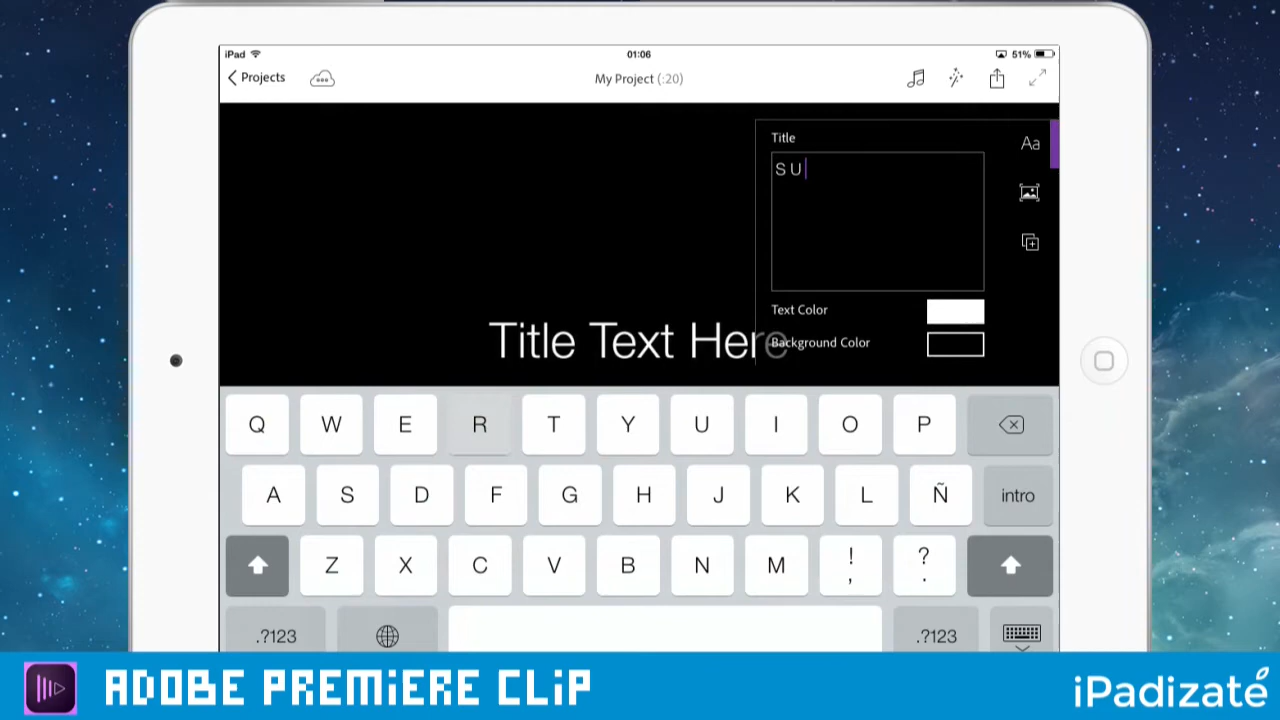 iPad 01:06 51%
Projects My Project (:20)
Title
Aa
S U
Text Color
Title Text Here
Background Color
Q W E R T Y U I O P
A S D F G H J K L Ñ intro
Z X C V B N M ! , ? .
.?123 .?123
ADOBE PREMIERE CLIP
iPadizaté